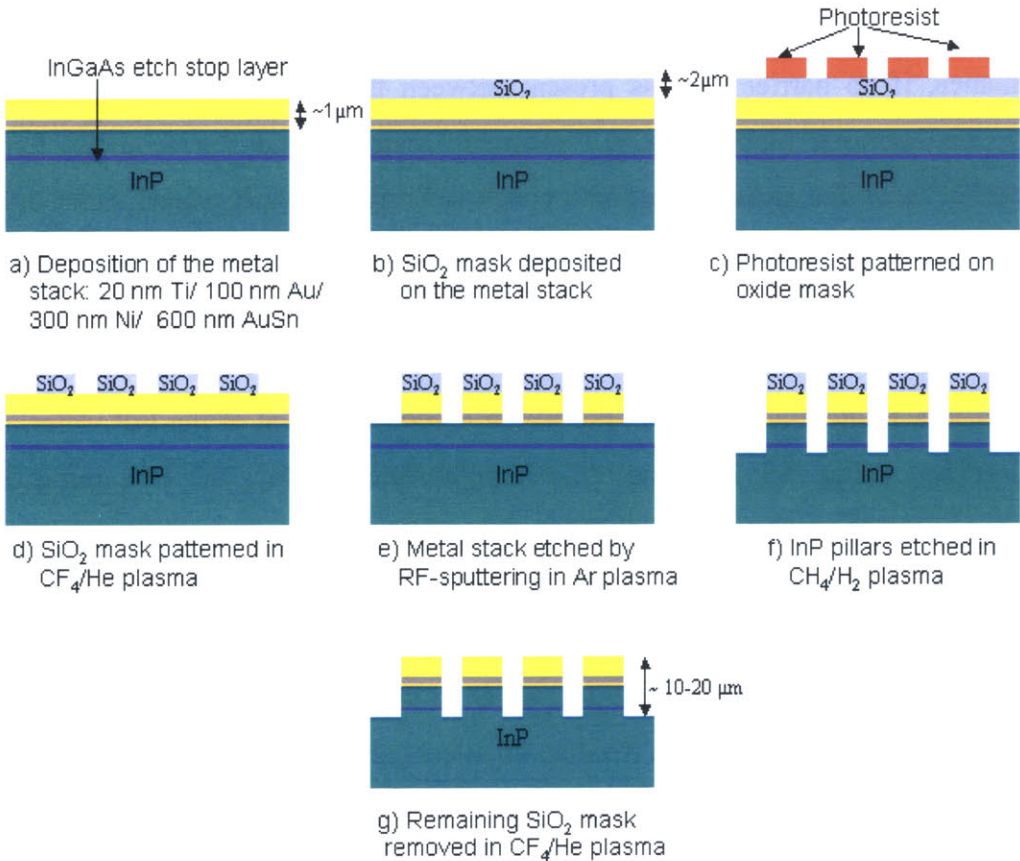 Photoresist
InGaAs etch stop layer
~1 μm
InP
SiO2
~2μm
InP
SiO2
InP
a) Deposition of the metal
stack: 20 nm Ti/ 100 nm Au/
300 nm Ni/ 600 nm AuSn
b) SiO2 mask deposited
on the metal stack
c) Photoresist patterned on
oxide mask
SiO2 SiO2 SiO2 SiO2
InP
SiO2 SiO2 SiO2 SiO2
InP
SiO2 SiO2 SiO2 SiO2
InP
d) SiO2 mask patterned in
CF4/He plasma
e) Metal stack etched by
RF-sputtering in Ar plasma
f) InP pillars etched in
CH4/H2 plasma
~ 10-20 μm
InP
g) Remaining SiO2 mask
removed in CF4/He plasma